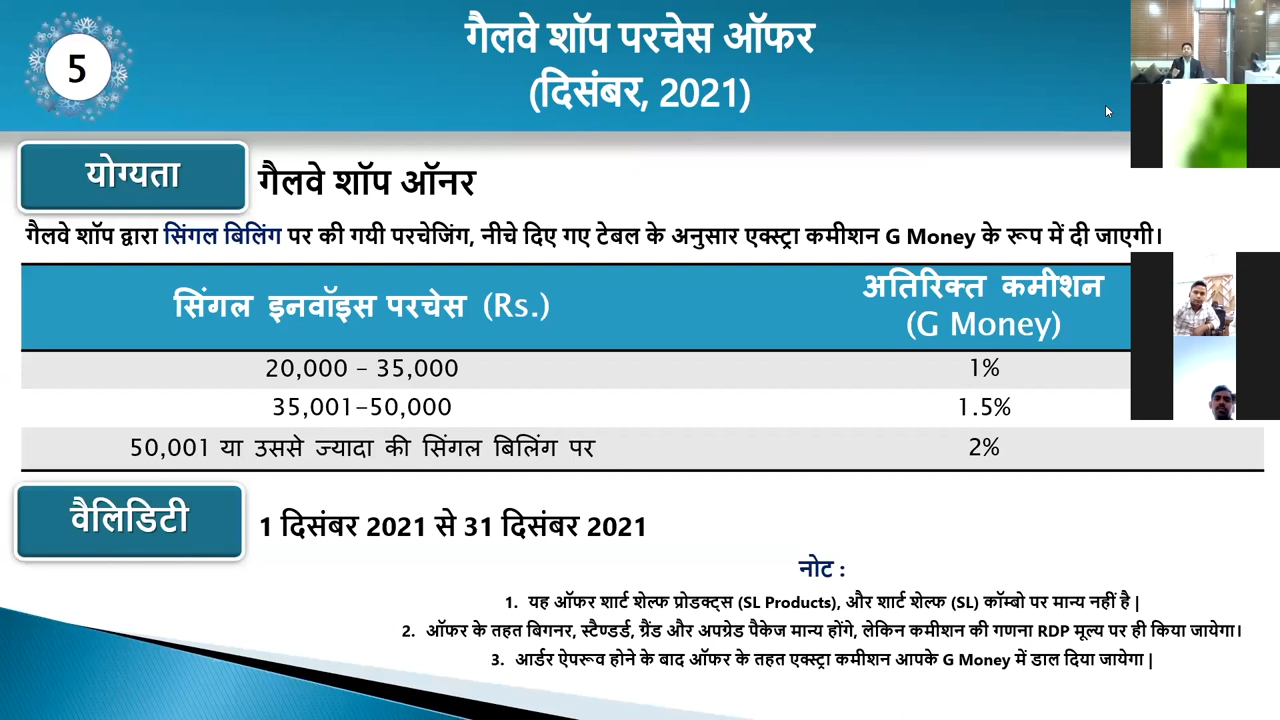 5
गैलवे शॉप परचेस ऑफर
(दिसंबर, 2021)
योग्यता
गैलवे शॉप ऑनर
गैलवे शॉप द्वारा सिंगल बिलिंग पर की गयी परचेजिंग, नीचे दिए गए टेबल के अनुसार एक्स्ट्रा कमीशन G Money के रूप में दी जाएगी।
सिंगल इनवॉइस परचेस (Rs.)
अतिरिक्त कमीशन
(G Money)
20,000 – 35,000 1%
35,001–50,000 1.5%
50,001 या उससे ज्यादा की सिंगल बिलिंग पर 2%
वैलिडिटी
1 दिसंबर 2021 से 31 दिसंबर 2021
नोट :
1. यह ऑफर शार्ट शेल्फ प्रोडक्ट्स (SL Products), और शार्ट शेल्फ (SL) कॉम्बो पर मान्य नहीं है |
2. ऑफर के तहत बिगनर, स्टैण्डर्ड, ग्रैंड और अपग्रेड पैकेज मान्य होंगे, लेकिन कमीशन की गणना RDP मूल्य पर ही किया जायेगा।
3. आर्डर ऐपरूव होने के बाद ऑफर के तहत एक्स्ट्रा कमीशन आपके G Money में डाल दिया जायेगा |